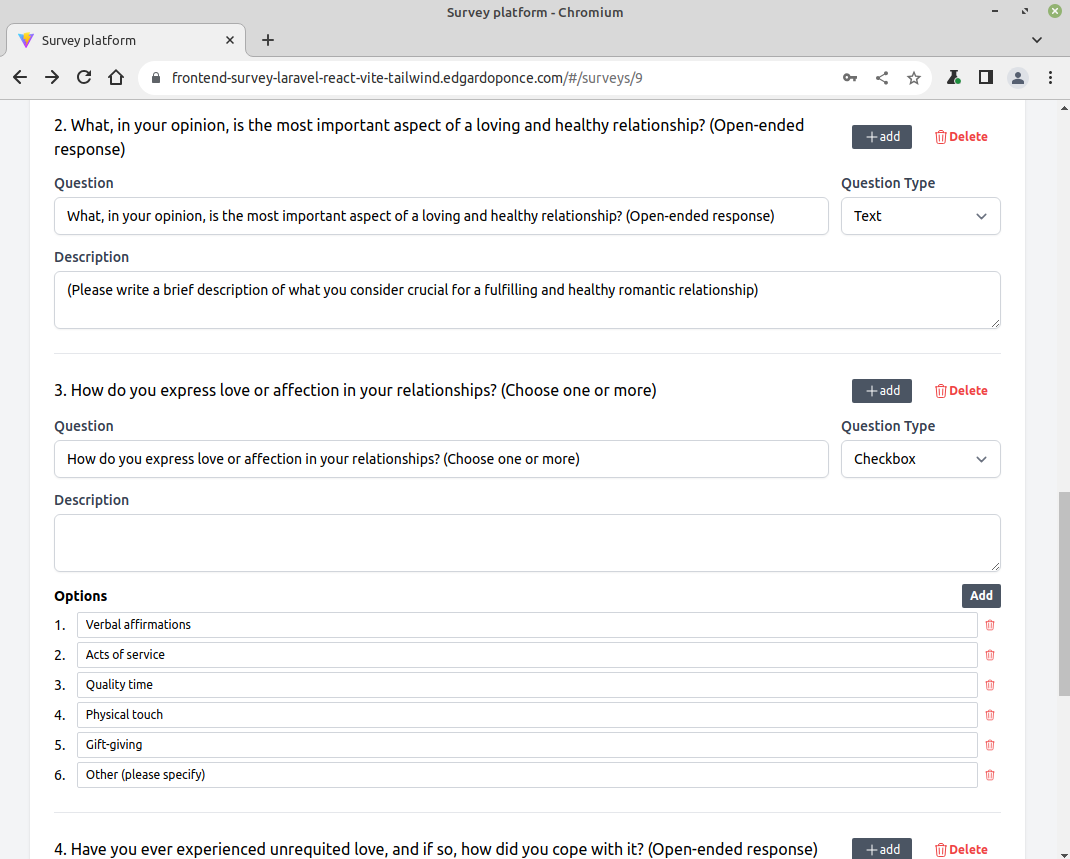 Survey platform - Chromium
Survey platform
frontend-survey-laravel-react-vite-tailwind.edgardoponce.com/#/surveys/9
2. What, in your opinion, is the most important aspect of a loving and healthy relationship? (Open-ended
response)
+add
Delete
Question
Question Type
What, in your opinion, is the most important aspect of a loving and healthy relationship? (Open-ended response)
Text
Description
(Please write a brief description of what you consider crucial for a fulfilling and healthy romantic relationship)
3. How do you express love or affection in your relationships? (Choose one or more)
+add
Delete
Question
Question Type
How do you express love or affection in your relationships? (Choose one or more)
Checkbox
Description
Options
Add
1. Verbal affirmations
2. Acts of service
3. Quality time
4. Physical touch
5. Gift-giving
6. Other (please specify)
4. Have you ever experienced unrequited love, and if so, how did you cope with it? (Open-ended response)
+add
Delete